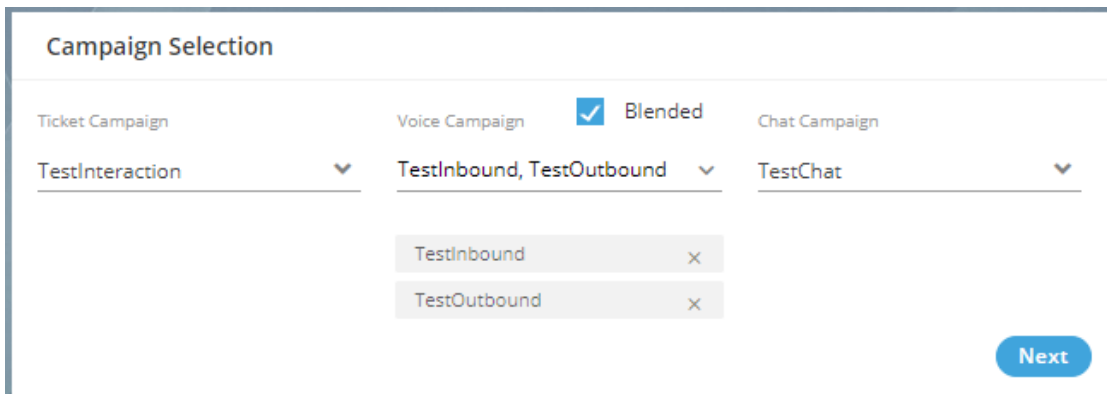 Campaign Selection
Ticket Campaign
TestInteraction
Voice Campaign
Blended
TestInbound, TestOutbound
TestInbound
TestOutbound
Chat Campaign
TestChat
Next